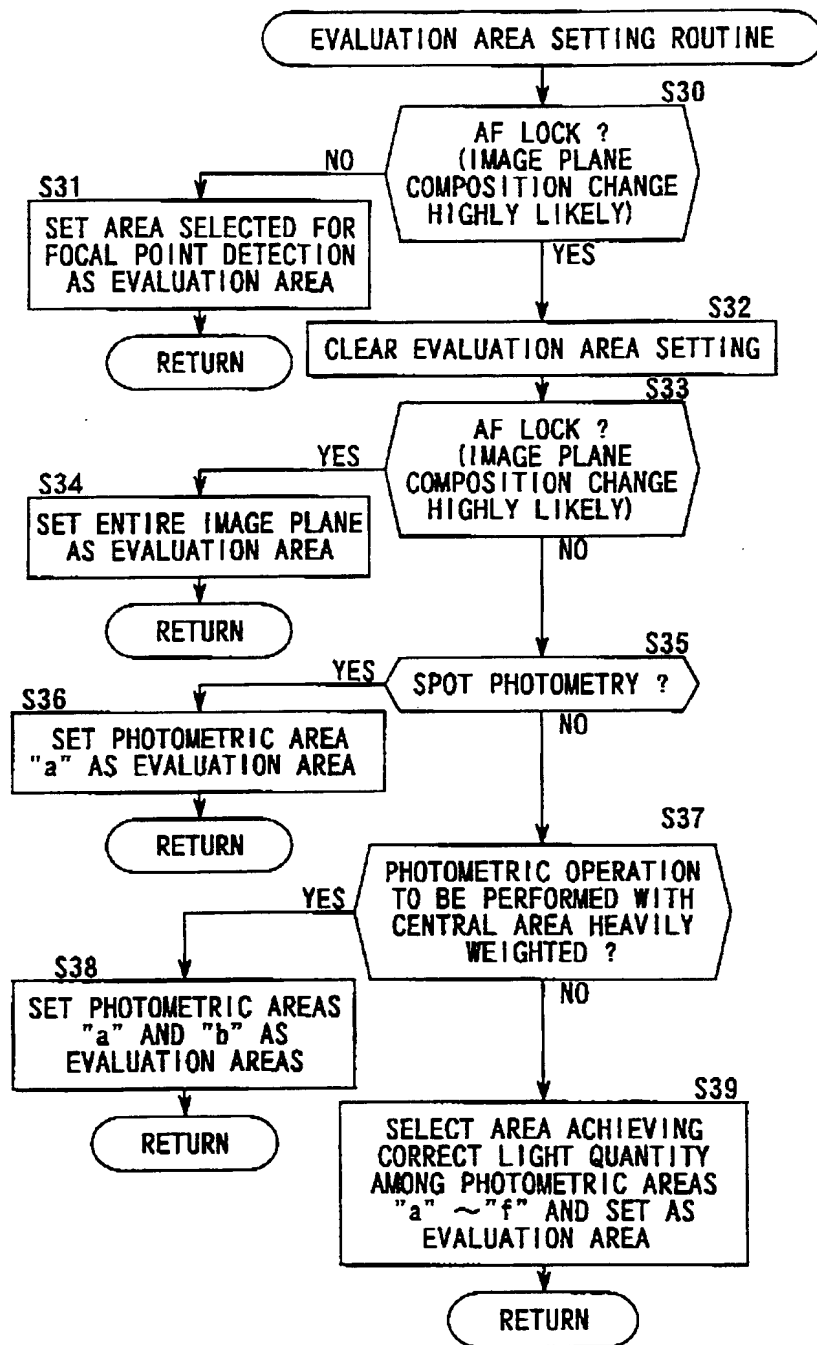 EVALUATION AREA SETTING ROUTINE
S30
AF LOCK ?
(IMAGE PLANE
COMPOSITION CHANGE
HIGHLY LIKELY)
NO
YES
S31
SET AREA SELECTED FOR
FOCAL POINT DETECTION
AS EVALUATION AREA
RETURN
S32
CLEAR EVALUATION AREA SETTING
S33
AF LOCK ?
(IMAGE PLANE
COMPOSITION CHANGE
HIGHLY LIKELY)
YES
NO
S34
SET ENTIRE IMAGE PLANE
AS EVALUATION AREA
RETURN
S35
SPOT PHOTOMETRY ?
YES
NO
S36
SET PHOTOMETRIC AREA
"a" AS EVALUATION AREA
RETURN
S37
PHOTOMETRIC OPERATION
TO BE PERFORMED WITH
CENTRAL AREA HEAVILY
WEIGHTED ?
YES
NO
S38
SET PHOTOMETRIC AREAS
"a" AND "b" AS
EVALUATION AREAS
RETURN
S39
SELECT AREA ACHIEVING
CORRECT LIGHT QUANTITY
AMONG PHOTOMETRIC AREAS
"a" ~"f" AND SET AS
EVALUATION AREA
RETURN